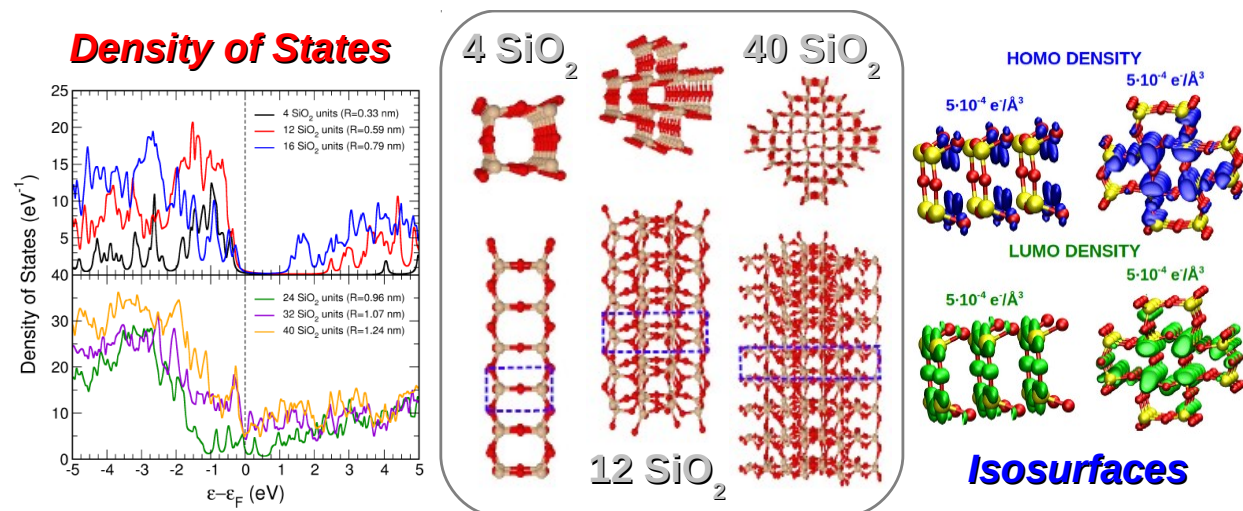 Density of States
25
20
15
10
5
40
30
20
10
0
Density of States (eV⁻¹)
4 SiO₂ units (R=0.33 nm)
12 SiO₂ units (R=0.59 nm)
16 SiO₂ units (R=0.79 nm)
24 SiO₂ units (R=0.96 nm)
32 SiO₂ units (R=1.07 nm)
40 SiO₂ units (R=1.24 nm)
-5 -4 -3 -2 -1 0 1 2 3 4 5
ε–ε_F (eV)
4 SiO₂
40 SiO₂
12 SiO₂
HOMO DENSITY
5·10⁻⁴ e⁻/Å³
5·10⁻⁴ e⁻/Å³
LUMO DENSITY
5·10⁻⁴ e⁻/Å³
5·10⁻⁴ e⁻/Å³
Isosurfaces